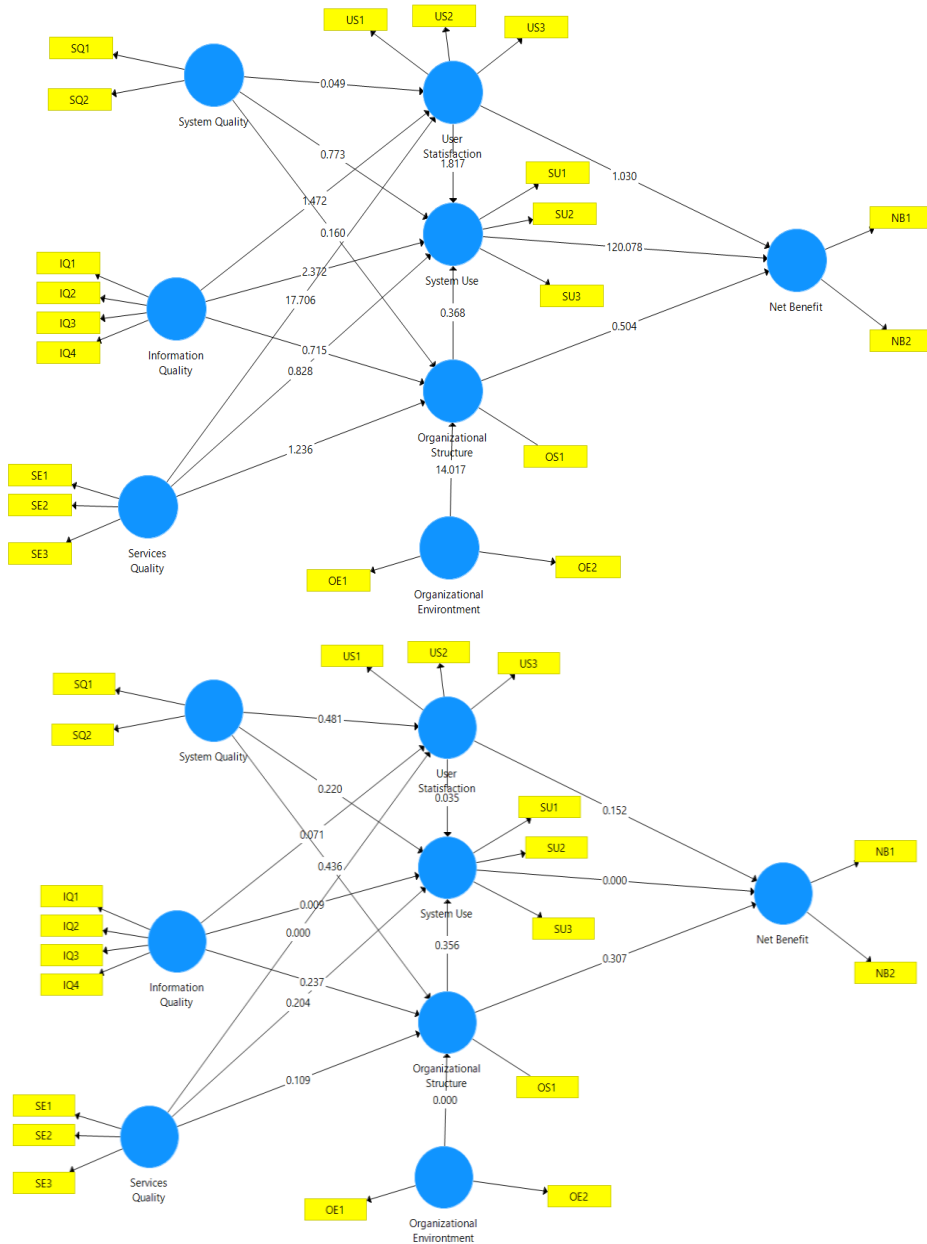 US1
US2
US3
SQ1
SQ2
System Quality
0.049
User
Statisfaction
1.817
0.773
SU1
SU2
SU3
1.030
1.472
0.160
120.078
NB1
NB2
Net Benefit
IQ1
IQ2
IQ3
IQ4
Information
Quality
2.372
System Use
17.706
0.368
0.504
0.715
0.828
Organizational
Structure
OS1
1.236
14.017
SE1
SE2
SE3
Services
Quality
OE1
OE2
Organizational
Environtment
US1
US2
US3
SQ1
SQ2
System Quality
0.481
User
Statisfaction
0.035
0.220
SU1
SU2
SU3
0.152
0.071
0.436
0.000
NB1
NB2
Net Benefit
IQ1
IQ2
IQ3
IQ4
Information
Quality
0.009
System Use
0.000
0.356
0.307
0.237
0.204
Organizational
Structure
OS1
0.109
0.000
SE1
SE2
SE3
Services
Quality
OE1
OE2
Organizational
Environtment